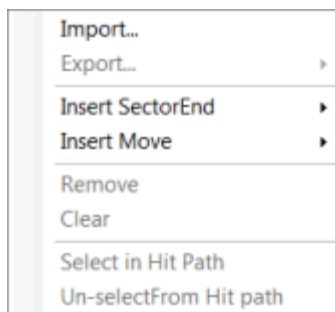 Import...
Export...
Insert SectorEnd
Insert Move
Remove
Clear
Select in Hit Path
Un-selectFrom Hit path